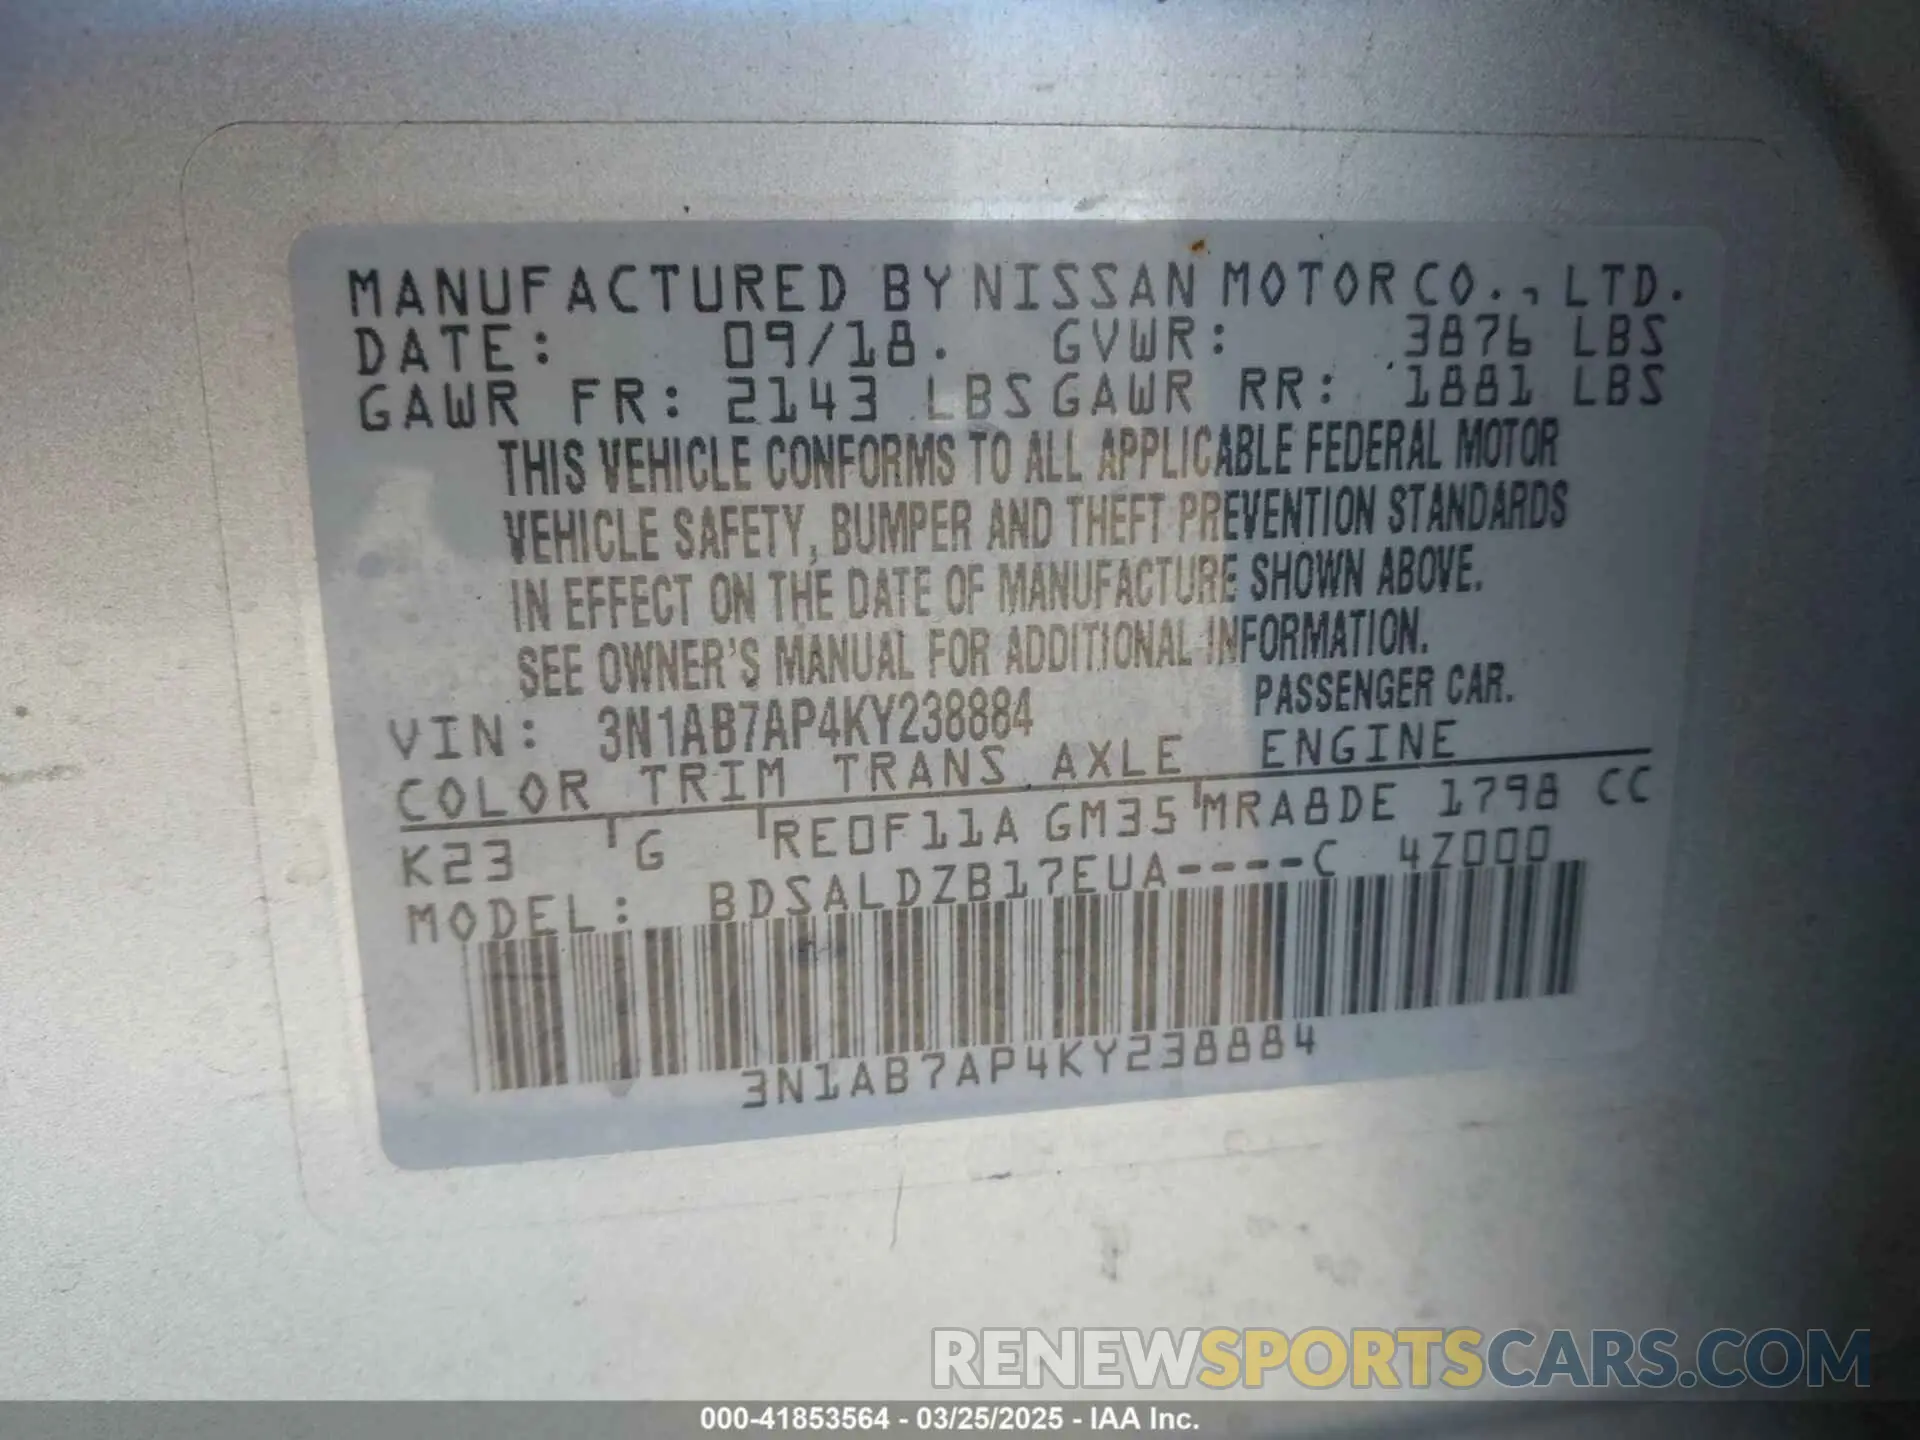 MANUFACTURED BY NISSAN MOTOR CO., LTD.
DATE: 09/18. GVWR: 3876 LBS
GAWR FR: 2143 LBS GAWR RR: 1881 LBS
THIS VEHICLE CONFORMS TO ALL APPLICABLE FEDERAL MOTOR
VEHICLE SAFETY, BUMPER AND THEFT PREVENTION STANDARDS
IN EFFECT ON THE DATE OF MANUFACTURE SHOWN ABOVE.
SEE OWNER'S MANUAL FOR ADDITIONAL INFORMATION.
VIN: 3N1AB7AP4KY238884 PASSENGER CAR.
COLOR TRIM TRANS AXLE ENGINE
K23 G RE0F11A GM35 MRA8DE 1798 CC
MODEL: BDSALDZB17EUA----C 4Z000
3N1AB7AP4KY238884
RENEWSPORTSCARS.COM
000-41853564 - 03/25/2025 - IAA Inc.